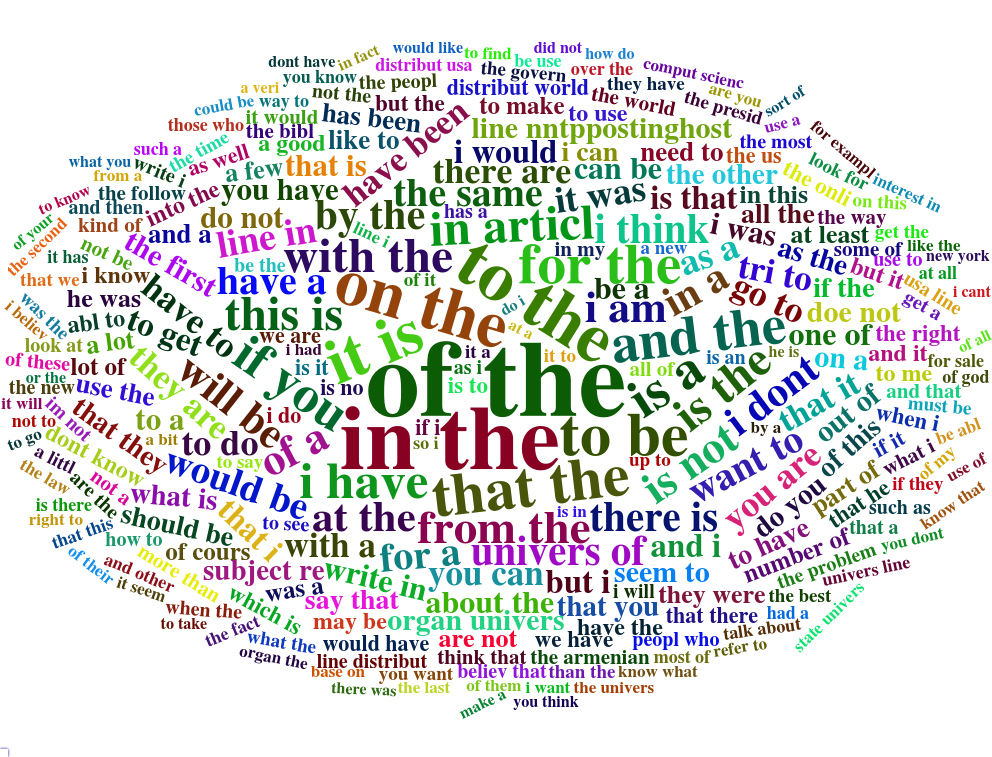 would like
to find
did not
how do
dont have
in fact
distribut usa
the govern
be use
over the
comput scienc
you know
the peopl
distribut world
they have
are you
sort of
a veri
not the
but the
to make
the world
the presid
could be
way to
it would
has been
to use
use a
for exampl
those who
the bibl
like to
have been
line nntppostinghost
the most
such a
the time
as well
a good
that is
i would
i can
need to
the us
look for
what you
write i
a few
there are
can be
the other
the onli
interest in
from a
to know
the follow
into the
you have
the same
it was
is that
in this
on this
and then
of your
kind of
and a
do not
by the
has a
in articl
i think
i was
all the
the way
the second
it has
not be
the first
line in
line i
with the
in my
a new
as a
at least
some of
get the
like the
new york
that we
i know
be the
have a
of it
to the
for the
be a
in a
tri to
as the
but it
use to
at all
usa line
i cant
was the
he was
have to
this is
on the
do i
i am
go to
if the
get a
i believ
abl to
to get
we are
it is
at a
and the
doe not
look at
a lot
i had
it a
it to
one of
the right
of all
of these
lot of
they are
will be
if you
is it
of the
as i
all of
is a
is an
he is
on a
and it
for sale
or the
the new
use the
is no
is to
is the
i dont
that it
to me
of god
it will
im not
that they
to a
i do
in the
if i
to be
by a
out of
and that
must be
not to
to go
dont know
a bit
to do
of a
so i
up to
is not
want to
of this
when i
be abl
a littl
to say
would be
i have
that the
you are
do you
if it
what i
the law
are the
not a
what is
that i
to see
at the
from the
is in
there is
part of
that he
of my
if they
use of
is there
right to
that this
should be
such as
know that
how to
of cours
with a
for a
univers of
and i
to have
number of
that a
of their
and other
more than
subject re
write in
you can
but i
seem to
the problem
you dont
it seem
which is
was a
i will
they were
the best
univers line
when the
say that
about the
that you
that there
had a
to take
the fact
may be
organ univers
have the
talk about
state univers
what the
would have
are not
we have
peopl who
refer to
organ the
line distribut
think that
the armenian
most of
base on
you want
believ that
than the
know what
there was
the last
of them
i want
the univers
make a
you think